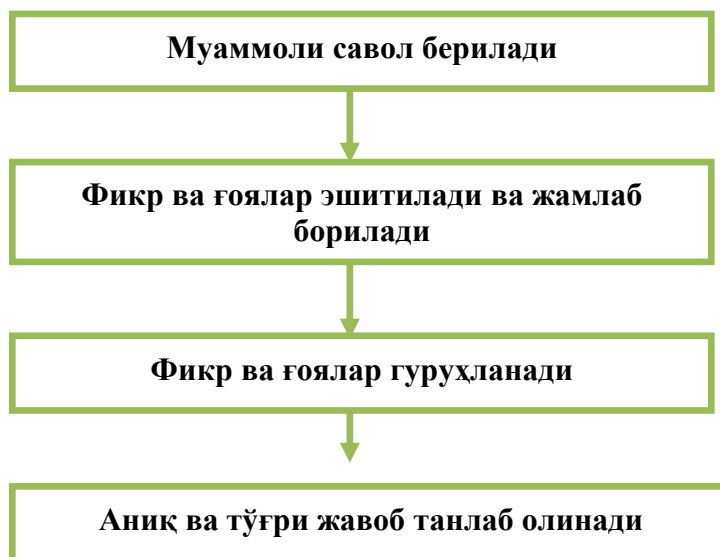 Муаммоли савол берилади
Фикр ва ғоялар эшитилади ва жамлаб
борилади
Фикр ва ғоялар гуруҳланади
Аниқ ва тўғри жавоб танлаб олинади